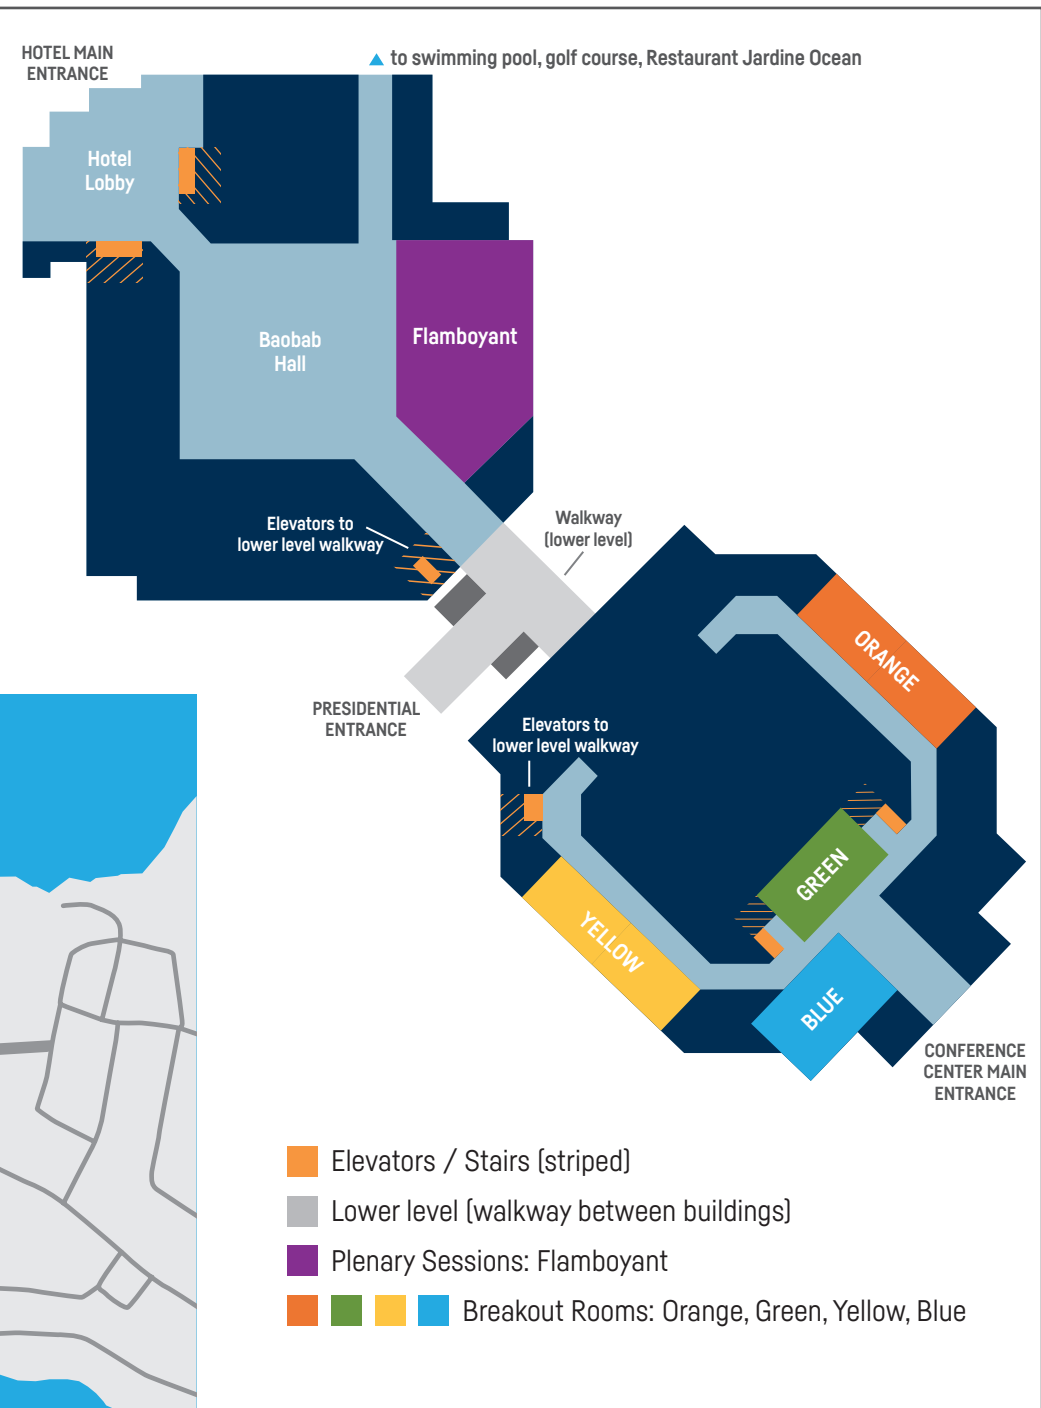 HOTEL MAIN
ENTRANCE
▲ to swimming pool, golf course, Restaurant Jardine Ocean
Hotel
Lobby
Baobab
Hall
Flamboyant
Elevators to
lower level walkway
Walkway
(lower level)
ORANGE
PRESIDENTIAL
ENTRANCE
Elevators to
lower level walkway
GREEN
YELLOW
BLUE
CONFERENCE
CENTER MAIN
ENTRANCE
Elevators / Stairs (striped)
Lower level (walkway between buildings)
Plenary Sessions: Flamboyant
Breakout Rooms: Orange, Green, Yellow, Blue